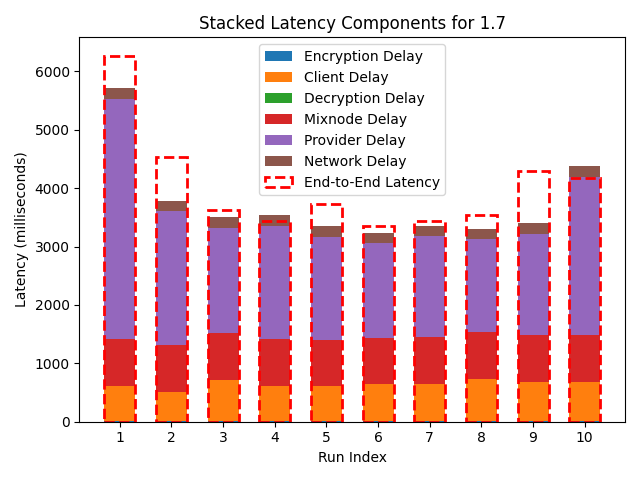 Stacked Latency Components for 1.7
Encryption Delay
Client Delay
Decryption Delay
Mixnode Delay
Provider Delay
Network Delay
End-to-End Latency
Latency (milliseconds)
6000
5000
4000
3000
2000
1000
0
1 2 3 4 5 6 7 8 9 10
Run Index